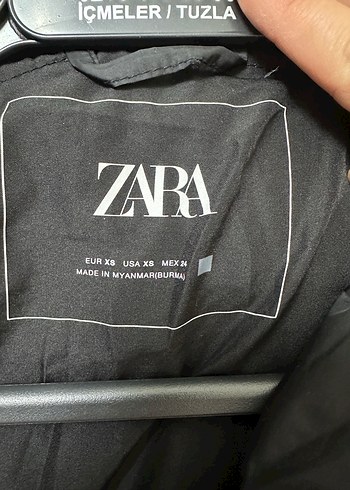 İÇMELER / TUZLA
ZARA
EUR XS USA XS MEX 24
MADE IN MYANMAR(BURMA)